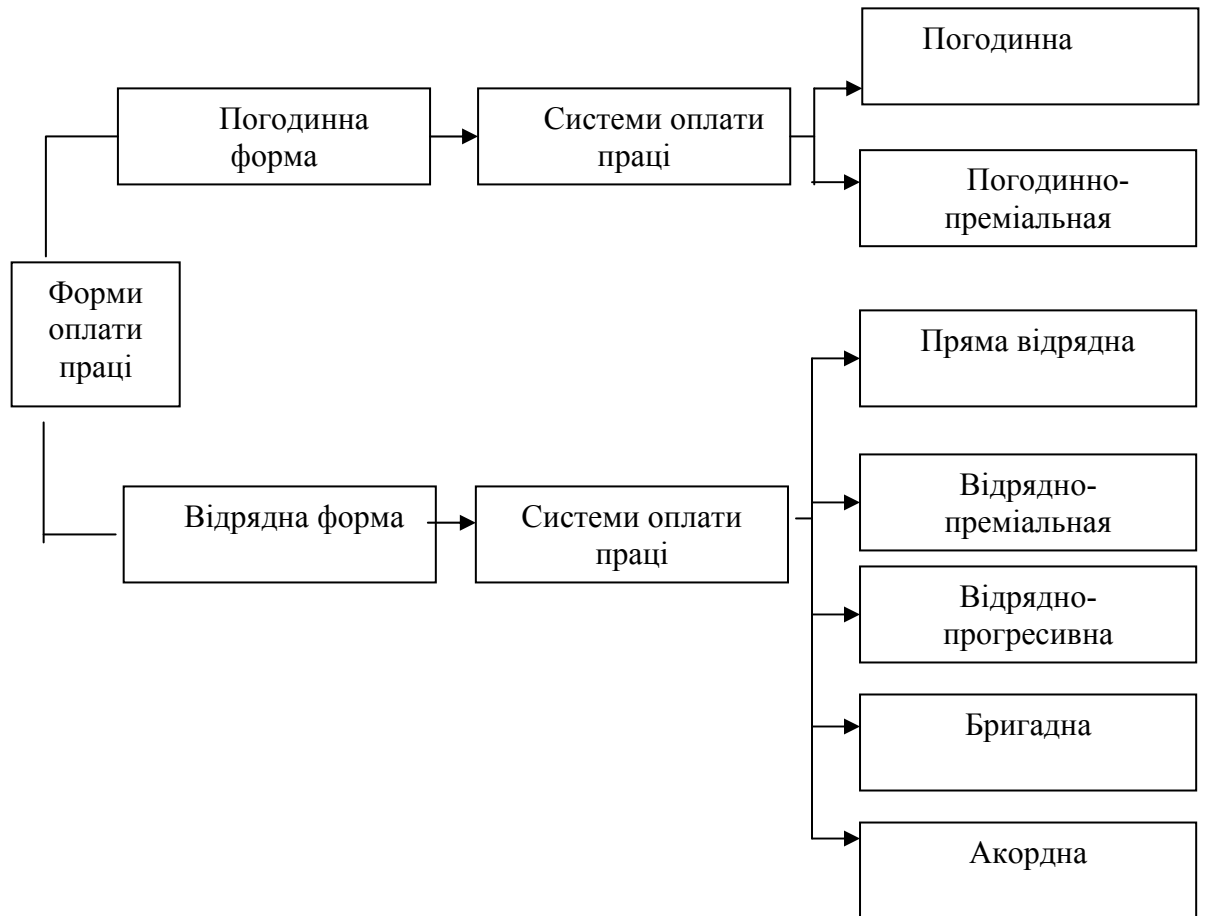 Погодинна
Погодинна
форма
Системи оплати
праці
Погодинно-
преміальная
Форми
оплати
праці
Пряма відрядна
Відрядна форма
Системи оплати
праці
Відрядно-
преміальная
Відрядно-
прогресивна
Бригадна
Акордна